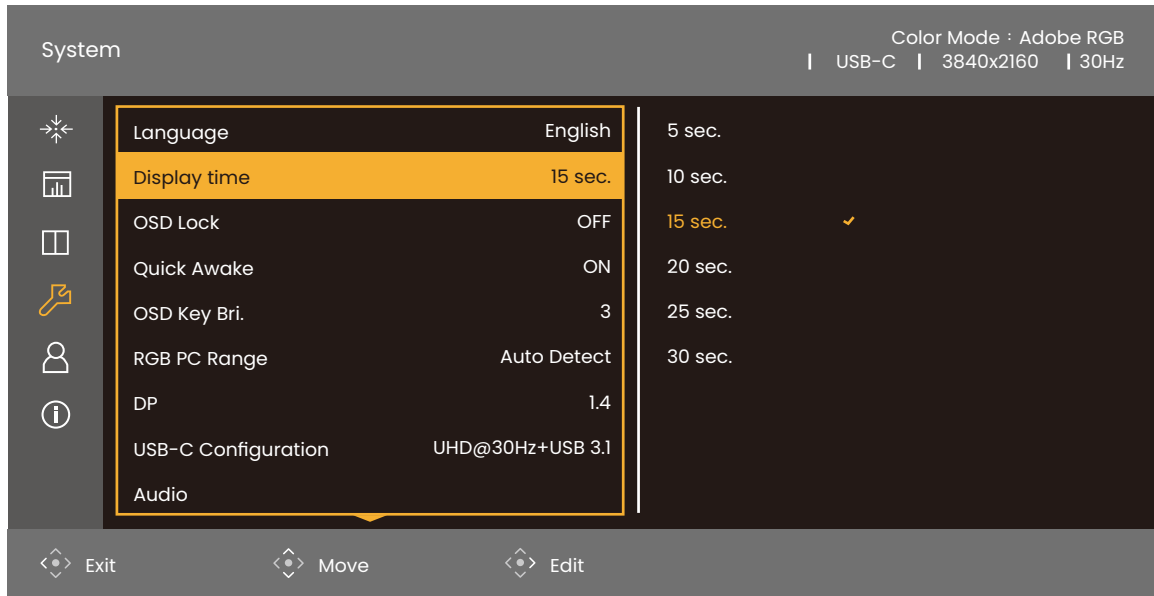 System
Color Mode : Adobe RGB
| USB-C | 3840x2160 | 30Hz
Language English
Display time 15 sec.
OSD Lock OFF
Quick Awake ON
OSD Key Bri. 3
RGB PC Range Auto Detect
DP 1.4
USB-C Configuration UHD@30Hz+USB 3.1
Audio
5 sec.
10 sec.
15 sec.
20 sec.
25 sec.
30 sec.
Exit Move Edit